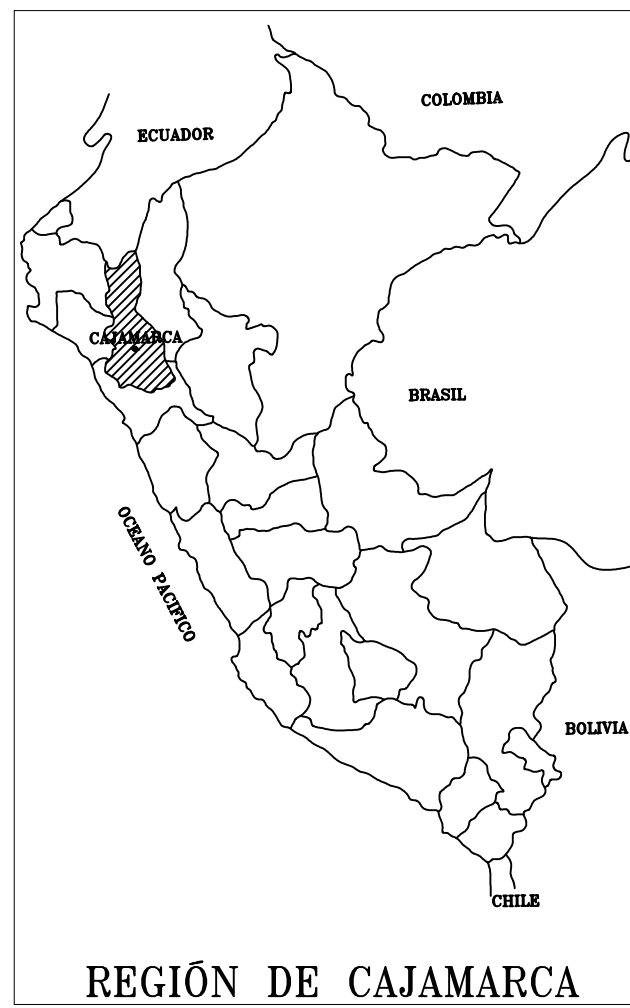 COLOMBIA
ECUADOR
CAJAMARCA
BRASIL
OCEANO PACIFICO
BOLIVIA
CHILE
REGIÓN DE CAJAMARCA